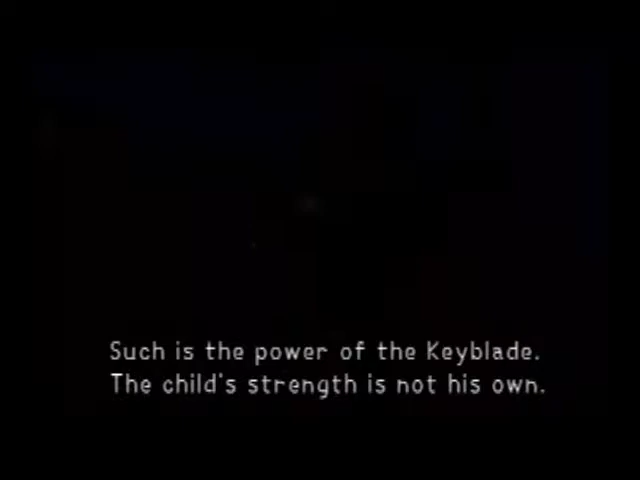 Such is the power of the Keyblade.
The child's strength is not his own.